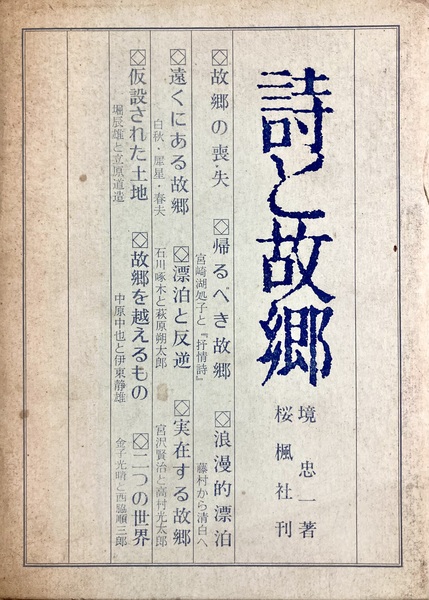 詩と故郷
境忠一著
桜楓社刊
◇故郷の喪失
◇帰るべき故郷
宮崎湖処子と『抒情詩』
◇浪漫的漂泊
藤村から清白へ
◇遠くにある故郷
白秋・犀星・春夫
◇漂泊と反逆
石川啄木と萩原朔太郎
◇実在する故郷
宮沢賢治と高村光太郎
◇仮設された土地
堀辰雄と立原道造
◇故郷を越えるもの
中原中也と伊東静雄
◇二つの世界
金子光晴と西脇順三郎